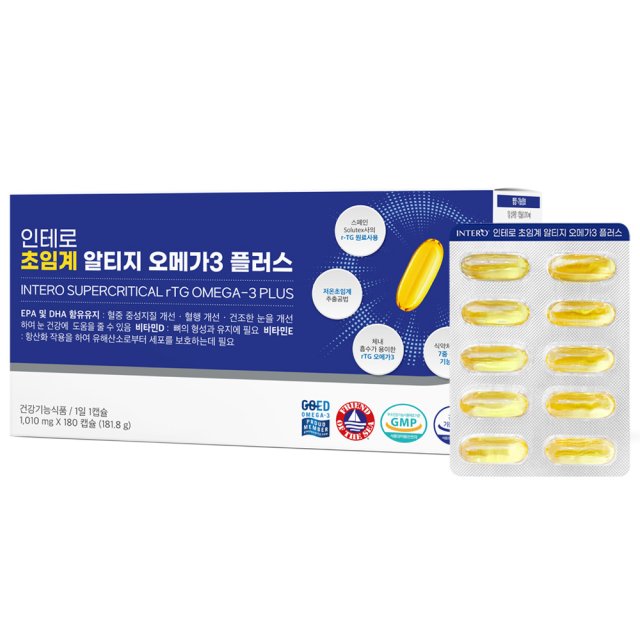 인테로
초임계 알티지 오메가3 플러스
INTERO SUPERCRITICAL rTG OMEGA-3 PLUS
EPA 및 DHA 함유유지 : 혈중 중성지질 개선 · 혈행 개선 · 건조한 눈을 개선
하여 눈 건강에 도움을 줄 수 있음 비타민D : 뼈의 형성과 유지에 필요 비타민E
: 항산화 작용을 하여 유해산소로부터 세포를 보호하는데 필요
건강기능식품 / 1일 1캡슐
1,010 mg X 180 캡슐 (181.8 g)
스페인
Solutex사의
r-TG 원료사용
저온초임계
추출공법
체내
흡수가 용이한
rTG 오메가3
식약처
7중
기능
GOED
OMEGA-3
PROUD
MEMBER
FRIEND
OF THE SEA
GMP
INTERO 인테로 초임계 알티지 오메가3 플러스